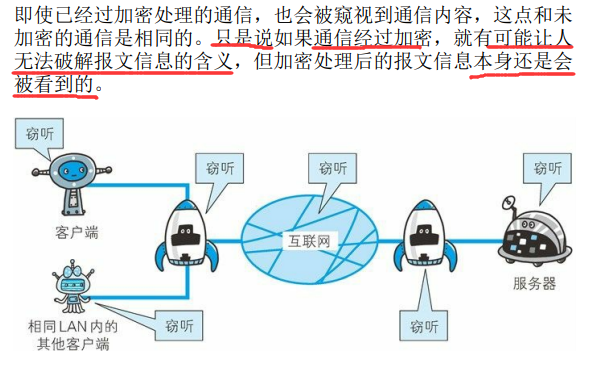 即使已经过加密处理的通信，也会被窥视到通信内容，这点和未
加密的通信是相同的。只是说如果通信经过加密，就有可能让人
无法破解报文信息的含义，但加密处理后的报文信息本身还是会
被看到的。
窃听
窃听
窃听
窃听
客户端
互联网
服务器
相同LAN内的
其他客户端
窃听
窃听